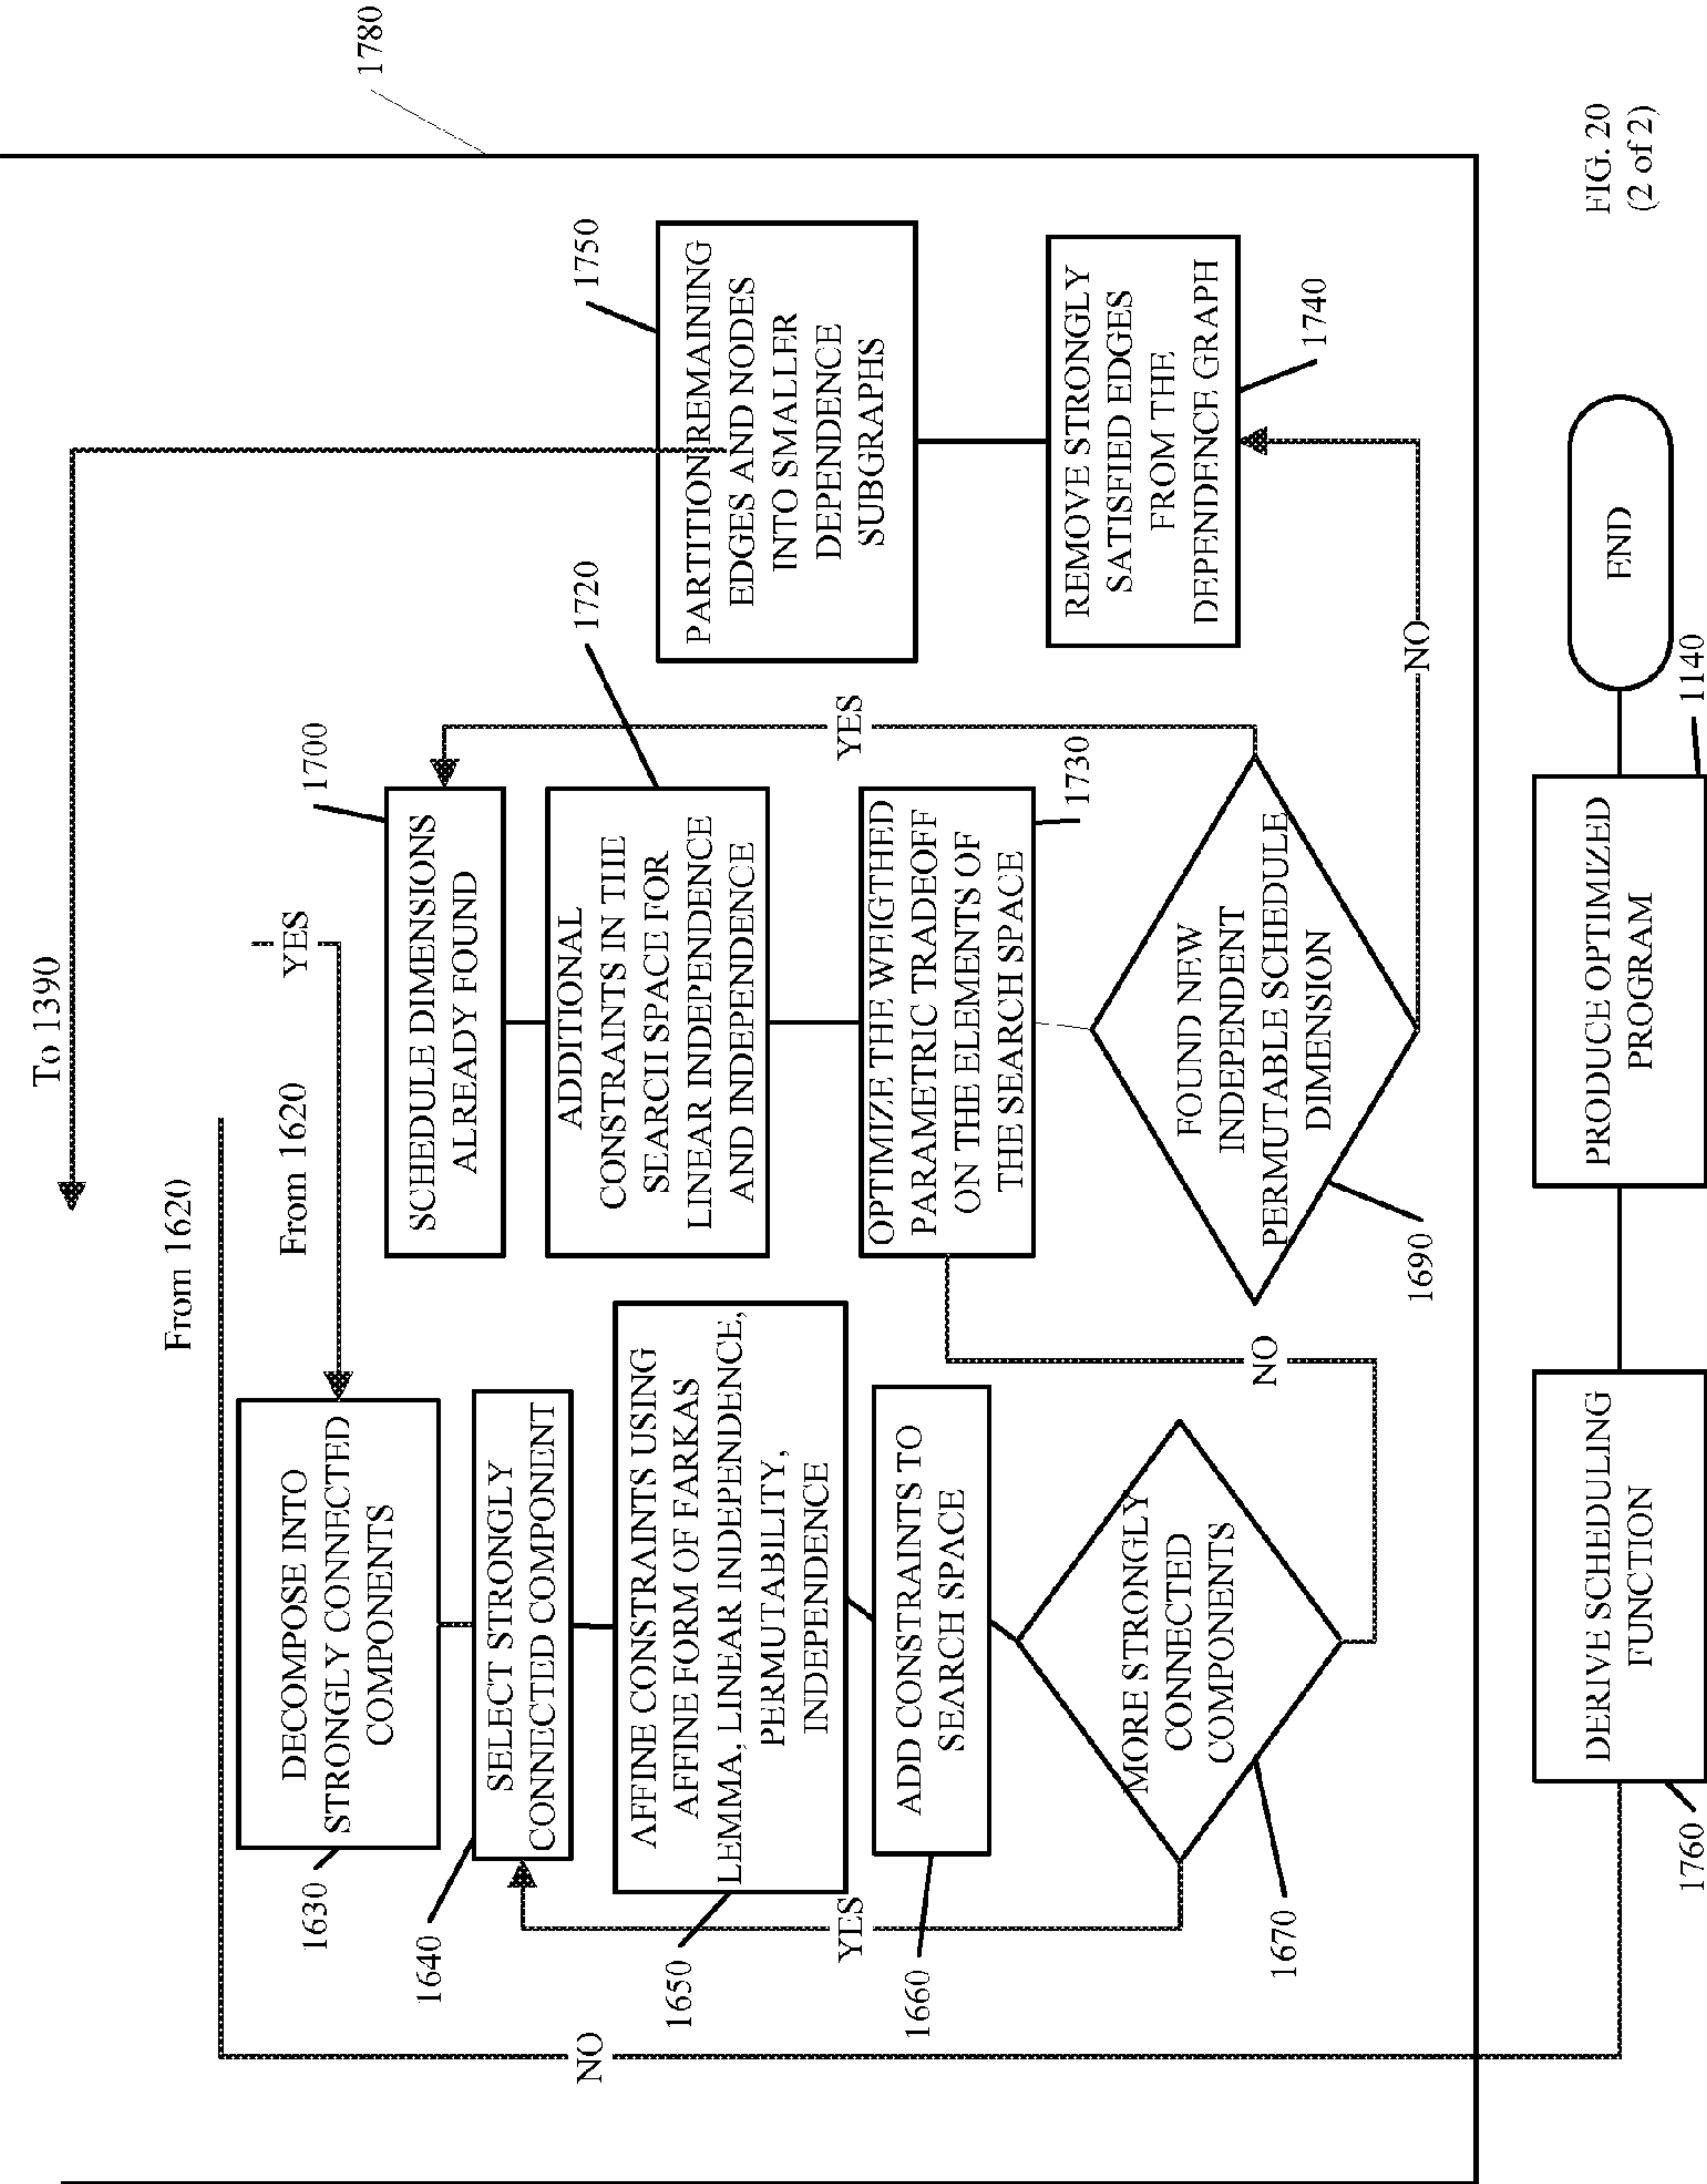 To 1390
From 1620
From 1620
YES
1780
DECOMPOSE INTO
STRONGLY CONNECTED
COMPONENTS
1630
SELECT STRONGLY
CONNECTED COMPONENT
1640
AFFINE CONSTRAINTS USING
AFFINE FORM OF FARKAS
LEMMA, LINEAR INDEPENDENCE,
PERMUTABILITY,
INDEPENDENCE
1650
ADD CONSTRAINTS TO
SEARCH SPACE
1660
YES
MORE STRONGLY
CONNECTED
COMPONENTS
1670
NO
NO
SCHEDULE DIMENSIONS
ALREADY FOUND
1700
ADDITIONAL
CONSTRAINTS IN THE
SEARCH SPACE FOR
LINEAR INDEPENDENCE
AND INDEPENDENCE
1720
OPTIMIZE THE WEIGTHED
PARAMETRIC TRADEOFF
ON THE ELEMENTS OF
THE SEARCH SPACE
1730
YES
FOUND NEW
INDEPENDENT
PERMUTABLE SCHEDULE
DIMENSION
1690
NO
PARTITION REMAINING
EDGES AND NODES
INTO SMALLER
DEPENDENCE
SUBGRAPHS
1750
REMOVE STRONGLY
SATISFIED EDGES
FROM THE
DEPENDENCE GRAPH
1740
DERIVE SCHEDULING
FUNCTION
1760
PRODUCE OPTIMIZED
PROGRAM
1140
END
FIG. 20
(2 of 2)